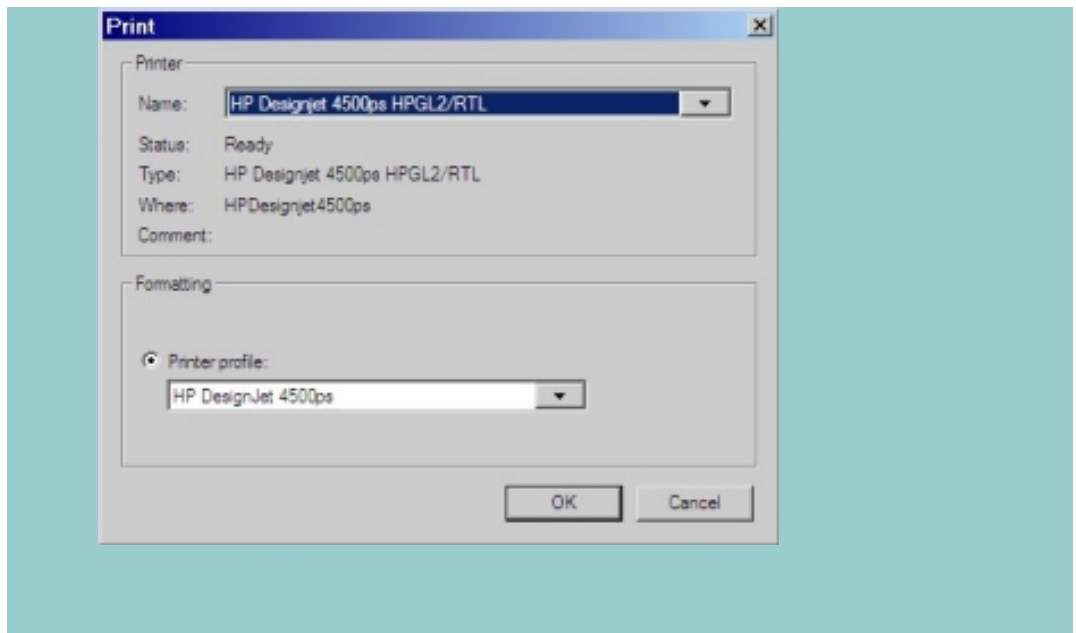 Print
Printer
Name: HP Designjet 4500ps HPGL2/RTL
Status: Ready
Type: HP Designjet 4500ps HPGL2/RTL
Where: HPDesignjet4500ps
Comment:
Formatting
Printer profile:
HP DesignJet 4500ps
OK Cancel